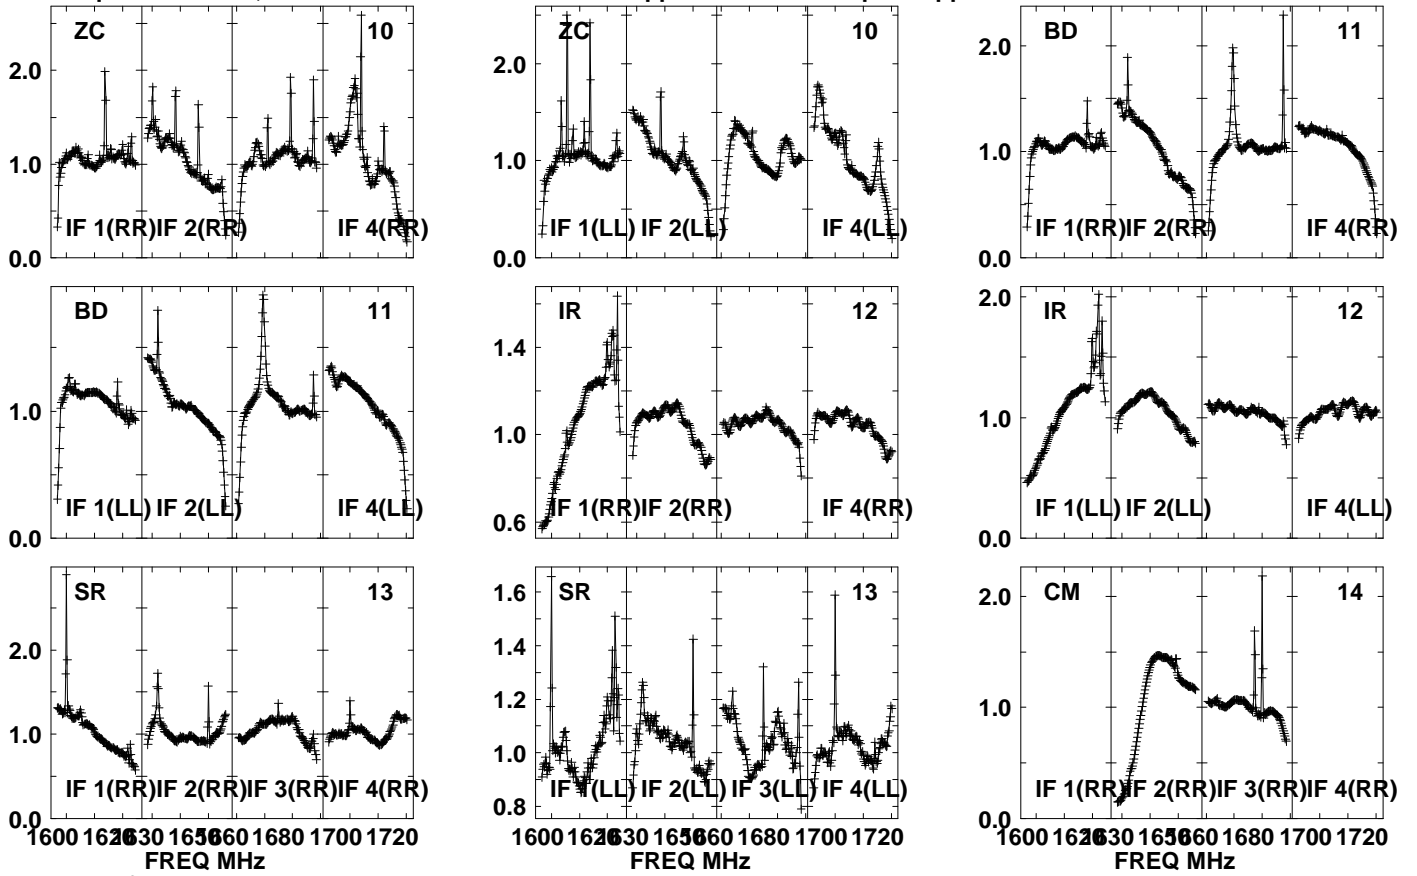 ZC 10 ZC 10 BD 11
2.0 2.0 2.0
1.0 1.0 1.0
IF 1(RR) IF 2(RR) IF 4(RR) IF 1(LL) IF 2(LL) IF 4(LL) IF 1(RR) IF 2(RR) IF 4(RR)
0.0 0.0 0.0
BD 11 IR 12 IR 12
2.0
1.4
1.0 1.0 1.0
IF 1(LL) IF 2(LL) IF 4(LL) IF 1(RR) IF 2(RR) IF 4(RR) IF 1(LL) IF 2(LL) IF 4(LL)
0.0 0.6 0.0
SR 13 SR 13 CM 14
2.0 1.6 2.0
1.4
1.0 1.2 1.0
1.0
IF 1(RR) IF 2(RR) IF 3(RR) IF 4(RR) IF 1(LL) IF 2(LL) IF 3(LL) IF 4(LL) IF 1(RR) IF 2(RR) IF 3(RR) IF 4(RR)
0.0 0.8 0.0
1600 1630 1660 1700 1720 1600 1630 1660 1680 1700 1720 1600 1630 1660 1680 1700 1720
FREQ MHz FREQ MHz FREQ MHz